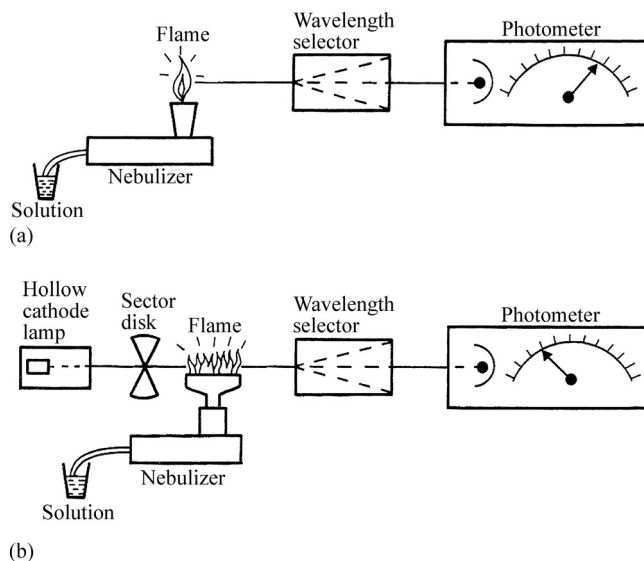 Flame
Wavelength
selector
Photometer
Nebulizer
Solution
(a)
Hollow
cathode
lamp
Sector
disk
Flame
Wavelength
selector
Photometer
Nebulizer
Solution
(b)